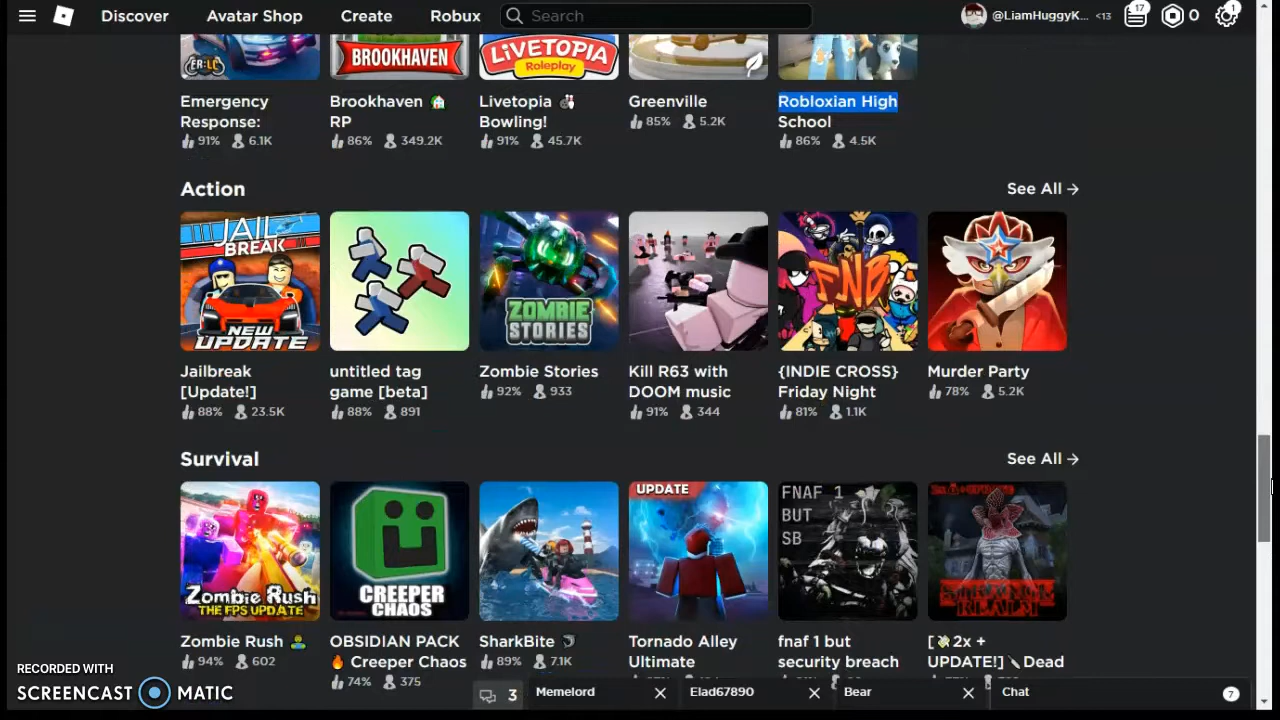 Discover Avatar Shop Create Robux Search @LiamHuggyK... <13 17 0 1
ER:LC BROOKHAVEN LIVETOPIA
Roleplay
Emergency Brookhaven Livetopia Greenville Robloxian High
Response: RP Bowling! 85% 5.2K School
91% 6.1K 86% 349.2K 91% 45.7K 86% 4.5K
Action See All →
JAIL
BREAK
NEW
UPDATE
ZOMBIE
STORIES
FNB
Jailbreak untitled tag Zombie Stories Kill R63 with {INDIE CROSS} Murder Party
[Update!] game [beta] 92% 933 DOOM music Friday Night 78% 5.2K
88% 23.5K 88% 891 91% 344 81% 1.1K
Survival See All →
Zombie Rush
THE FPS UPDATE
CREEPER
CHAOS
UPDATE
FNAF 1
BUT
SB
STRANGE
REALM
Zombie Rush OBSIDIAN PACK SharkBite Tornado Alley fnaf 1 but [ 2x +
94% 602 🔥 Creeper Chaos 89% 7.1K Ultimate security breach UPDATE!] Dead
74% 375
RECORDED WITH
SCREENCAST MATIC
3 Memelord × Elad67890 × Bear × Chat 7